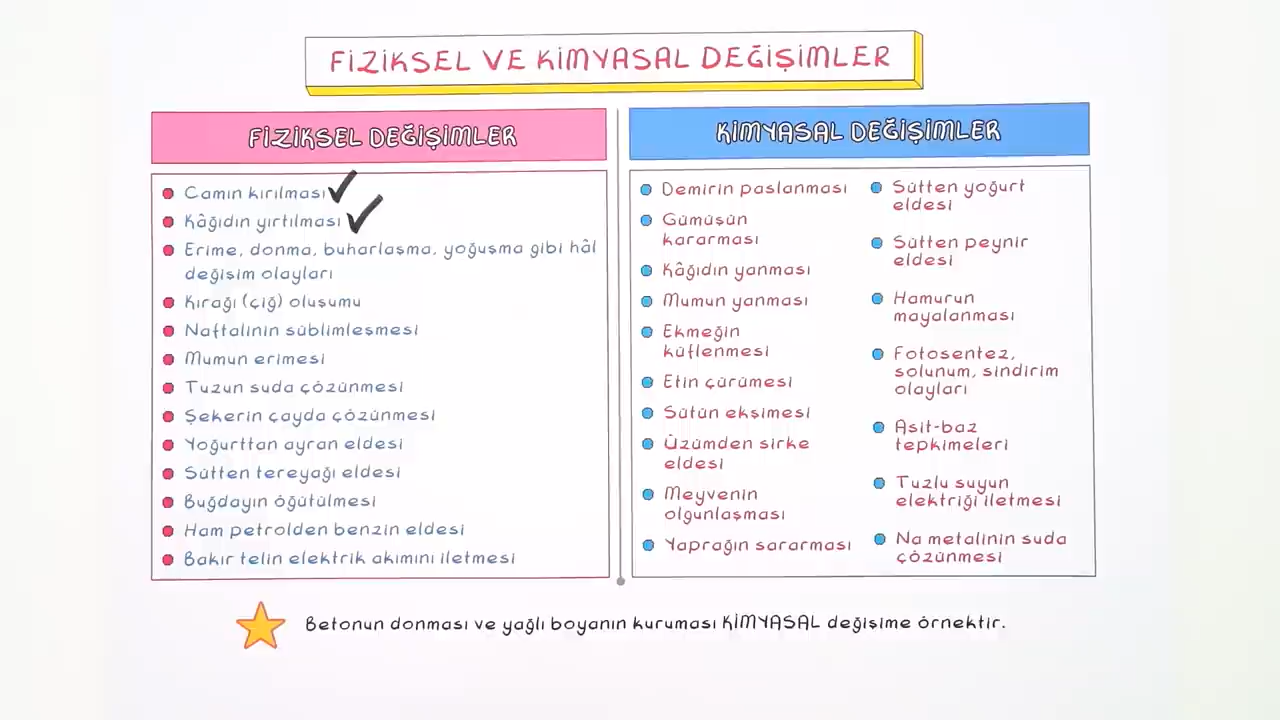 FİZİKSEL VE KİMYASAL DEĞİŞİMLER
FİZİKSEL DEĞİŞİMLER
Camın kırılması
Kâğıdın yırtılması
Erime, donma, buharlaşma, yoğuşma gibi hâl
değişim olayları
Kırağı (çiğ) oluşumu
Naftalinin süblimleşmesi
Mumun erimesi
Tuzun suda çözünmesi
Şekerin çayda çözünmesi
Yoğurttan ayran eldesi
Sütten tereyağı eldesi
Buğdayın öğütülmesi
Ham petrolden benzin eldesi
Bakır telin elektrik akımını iletmesi
KİMYASAL DEĞİŞİMLER
Demirin paslanması
Gümüşün
kararması
Kâğıdın yanması
Mumun yanması
Ekmeğin
küflenmesi
Etin çürümesi
Sütün ekşimesi
Üzümden sirke
eldesi
Meyvenin
olgunlaşması
Yaprağın sararması
Sütten yoğurt
eldesi
Sütten peynir
eldesi
Hamurun
mayalanması
Fotosentez,
solunum, sindirim
olayları
Asit-baz
tepkimeleri
Tuzlu suyun
elektriği iletmesi
Na metalinin suda
çözünmesi
Betonun donması ve yağlı boyanın kuruması KİMYASAL değişime örnektir.